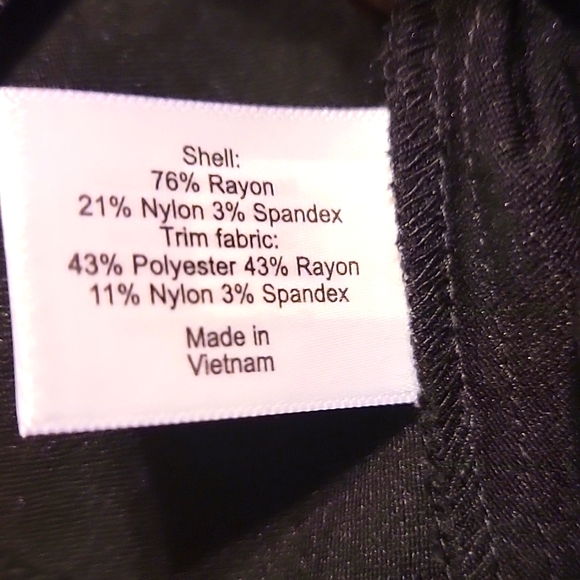 Shell:
76% Rayon
21% Nylon 3% Spandex
Trim fabric:
43% Polyester 43% Rayon
11% Nylon 3% Spandex
Made in
Vietnam